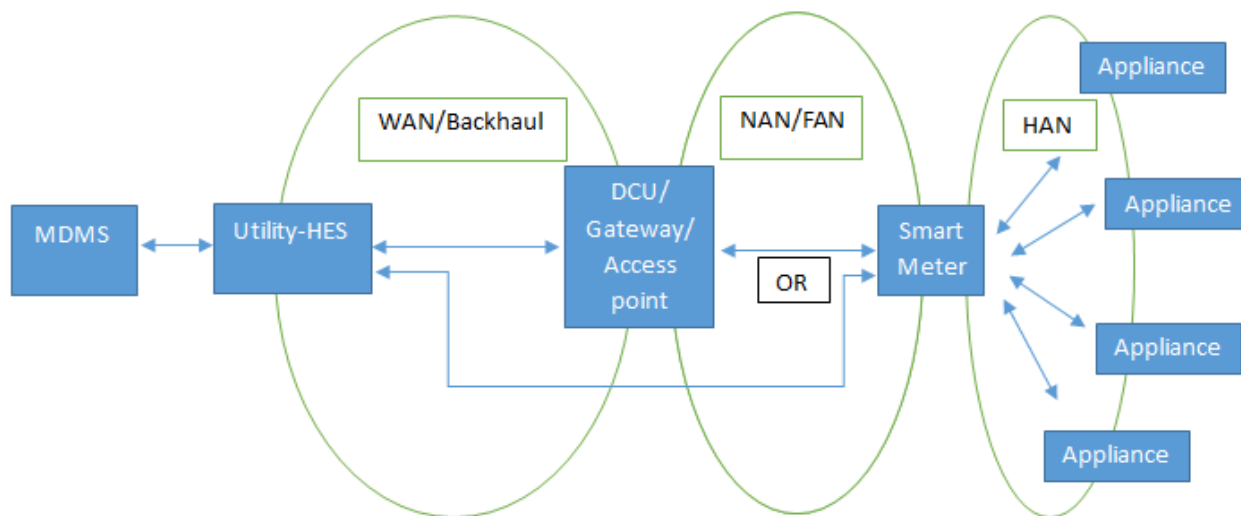 WAN/Backhaul
NAN/FAN
HAN
Appliance
MDMS
Utility-HES
DCU/
Gateway/
Access
point
OR
Smart
Meter
Appliance
Appliance
Appliance